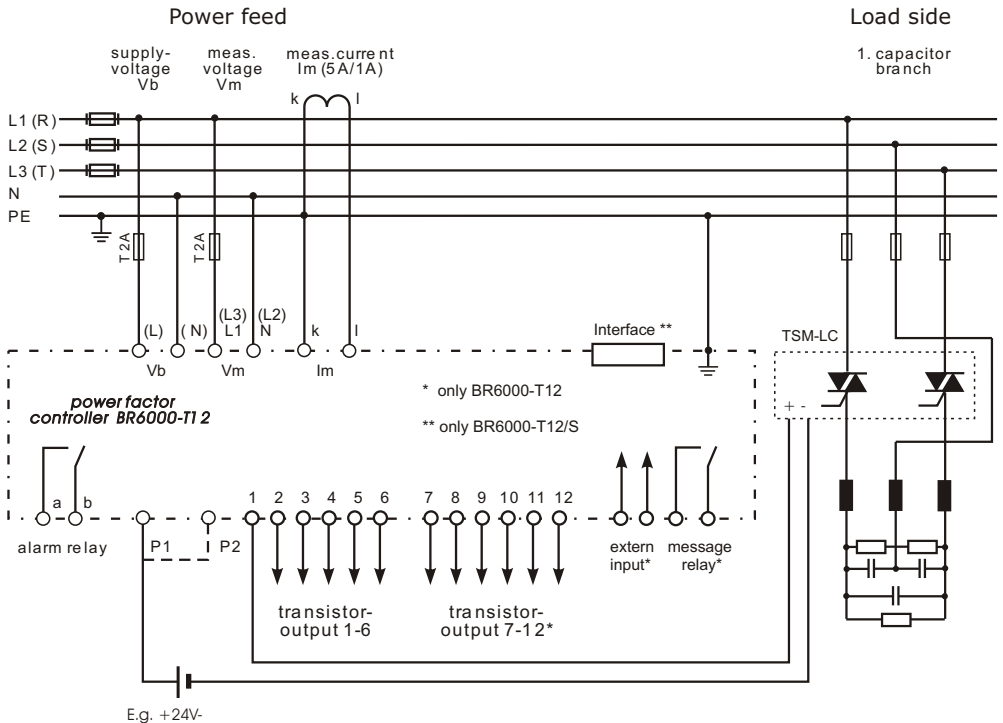 Power feed
Load side
supply-
voltage
Vb
meas.
voltage
Vm
meas.current
Im (5A/1A)
1. capacitor
branch
k
l
L1 (R)
L2 (S)
L3 (T)
N
PE
T2A
T2A
(L)
(N)
(L3)
L1
(L2)
N
k
l
Interface **
TSM-LC
Vb
Vm
Im
* only BR6000-T12
** only BR6000-T12/S
power factor
controller BR6000-T12
+ -
a
b
1 2 3 4 5 6
7 8 9 10 11 12
alarm relay
P1
P2
extern
input*
message
relay*
transistor-
output 1-6
transistor-
output 7-12*
E.g. +24V-